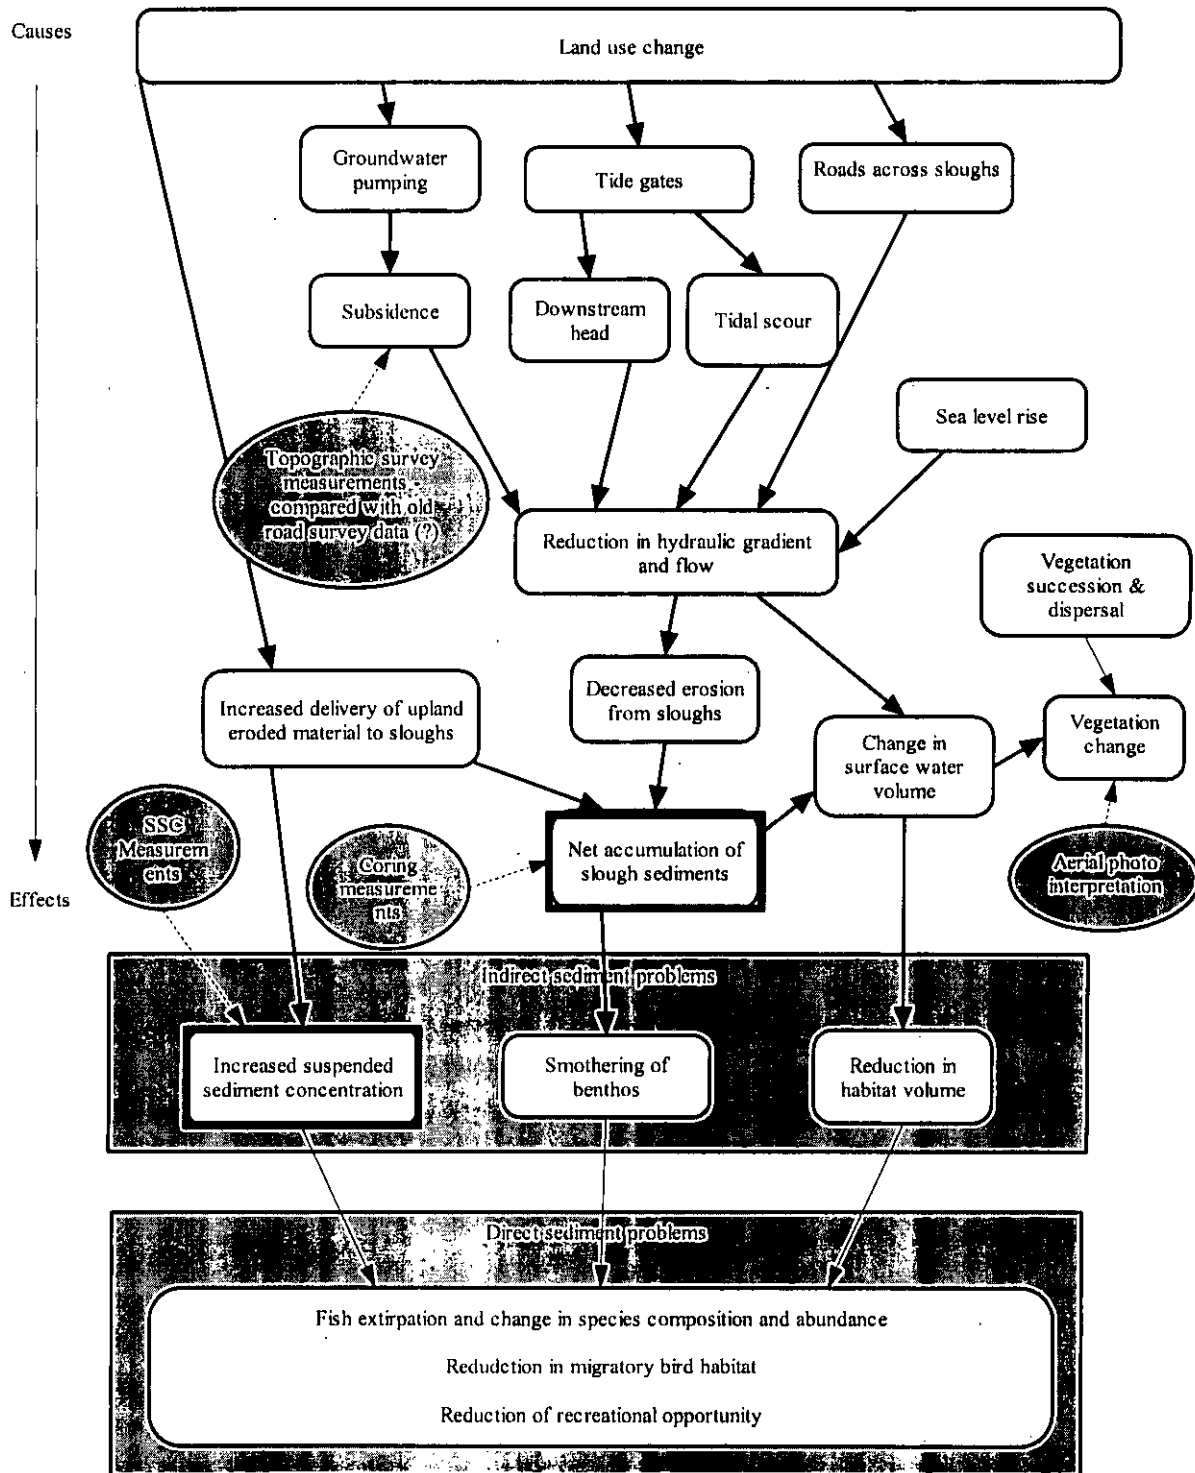 Causes
Land use change
Groundwater
pumping
Tide gates
Roads across sloughs
Subsidence
Downstream
head
Tidal scour
Sea level rise
Topographic survey
measurements -
compared with old
road survey data (?)
Reduction in hydraulic gradient
and flow
Vegetation
succession &
dispersal
Increased delivery of upland
eroded material to sloughs
Decreased erosion
from sloughs
Change in
surface water
volume
Vegetation
change
SSC
Measurem
ents
Coring
measureme
nts
Net accumulation of
slough sediments
Aerial photo
interpretation
Effects
Indirect sediment problems
Increased suspended
sediment concentration
Smothering of
benthos
Reduction in
habitat volume
Direct sediment problems
Fish extirpation and change in species composition and abundance
Redudction in migratory bird habitat
Reduction of recreational opportunity